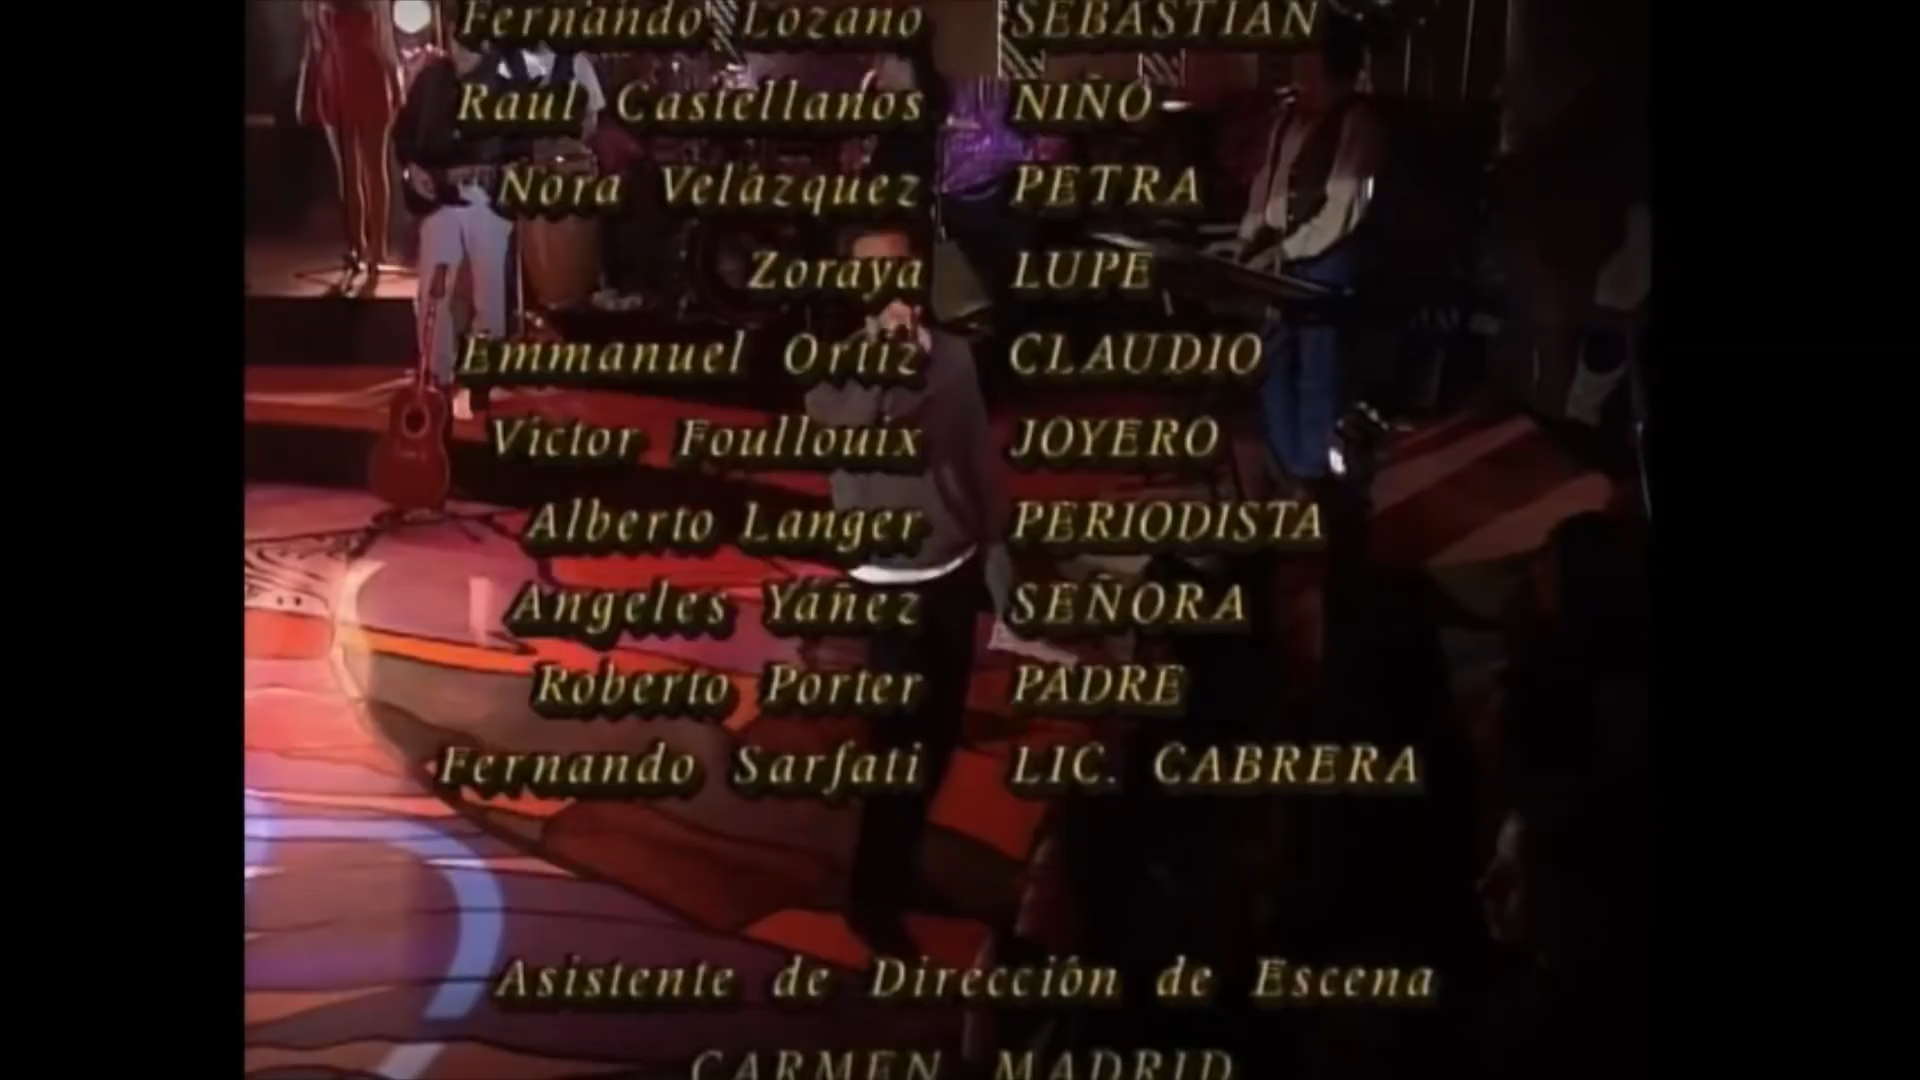 Fernando Lozano SEBASTIAN
Raúl Castellanos NIÑO
Nora Velázquez PETRA
Zoraya LUPE
Emmanuel Ortiz CLAUDIO
Victor Foullouix JOYERO
Alberto Langer PERIODISTA
Angeles Yáñez SEÑORA
Roberto Porter PADRE
Fernando Sarfati LIC. CABRERA
Asistente de Dirección de Escena
CARMEN MADRID